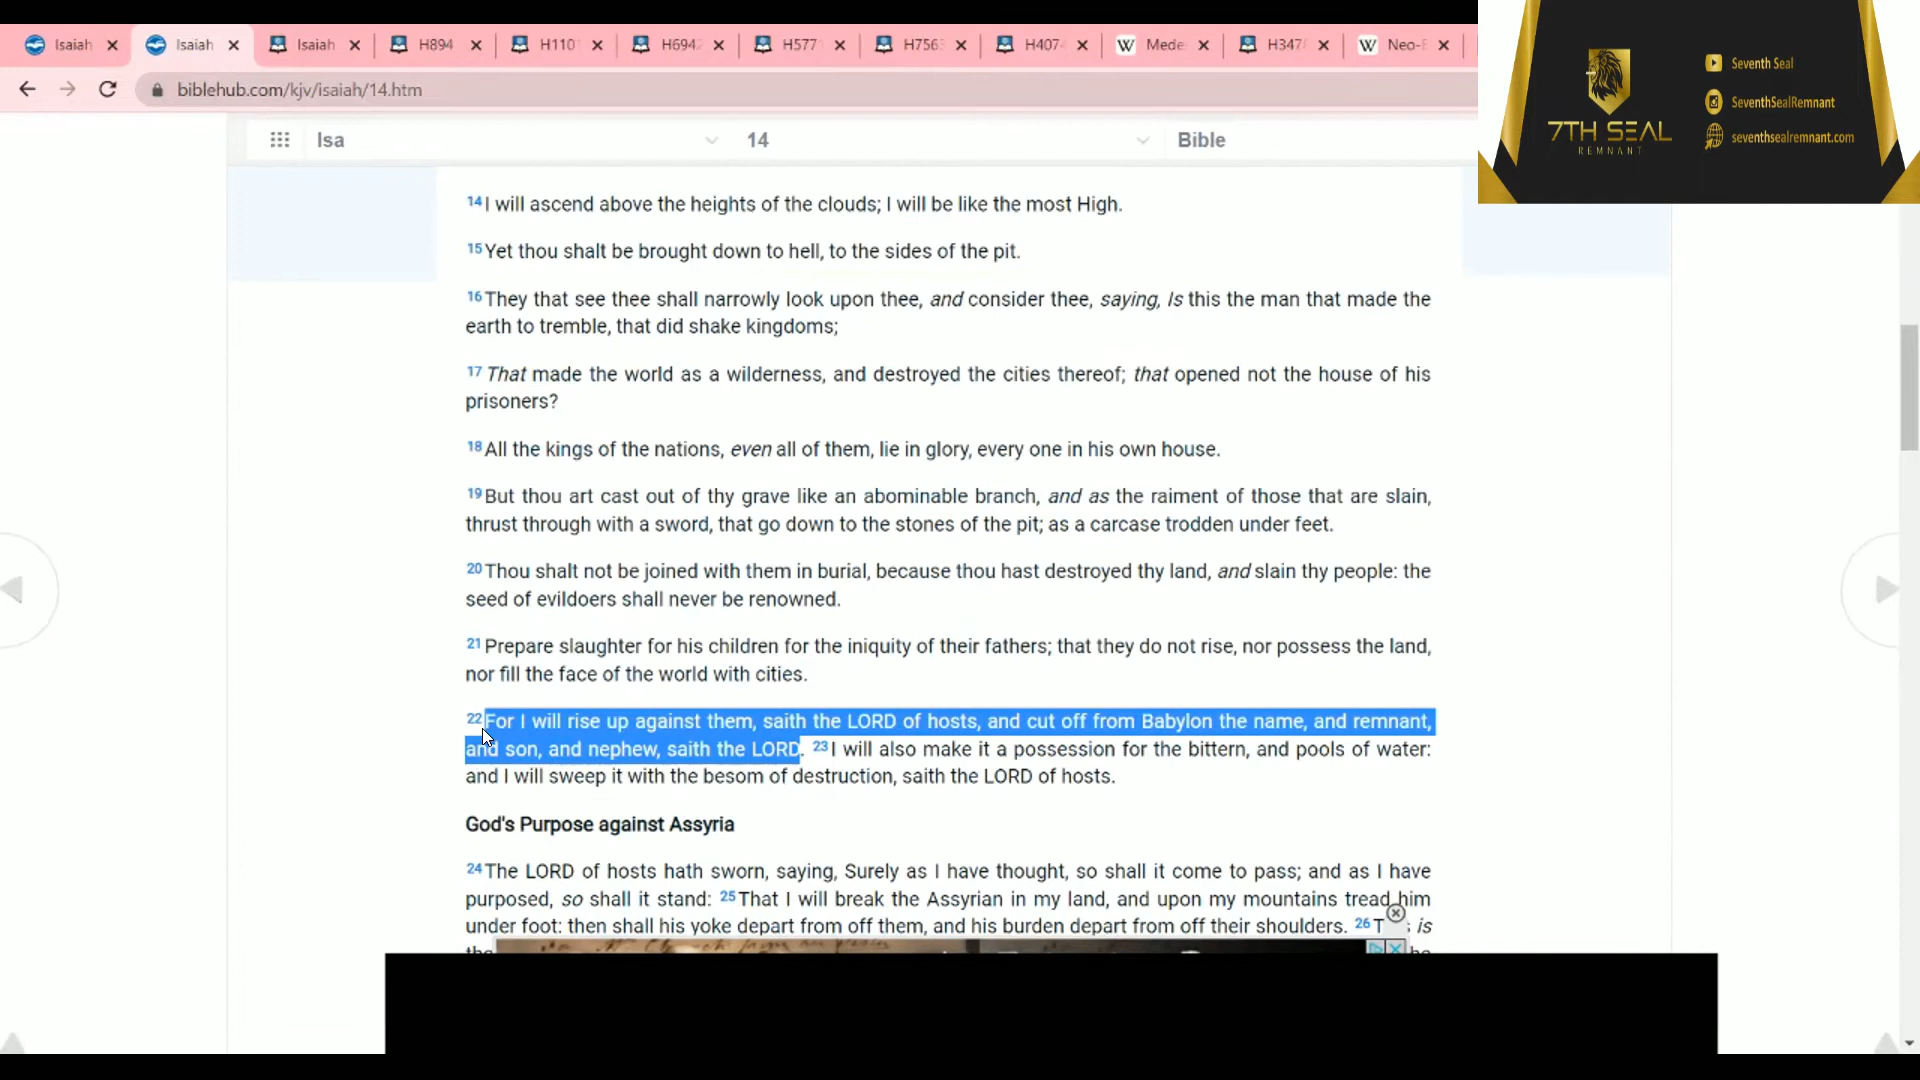 Isaiah
Isaiah
Isaiah
H894
H110
H694
H577
H756
H407
Mede
H347
Neo-
biblehub.com/kjv/isaiah/14.htm
Seventh Seal
SeventhSealRemnant
seventhsealremnant.com
7TH SEAL
REMNANT
Isa
14
Bible
14 I will ascend above the heights of the clouds; I will be like the most High.
15 Yet thou shalt be brought down to hell, to the sides of the pit.
16 They that see thee shall narrowly look upon thee, and consider thee, saying, Is this the man that made the
earth to tremble, that did shake kingdoms;
17 That made the world as a wilderness, and destroyed the cities thereof; that opened not the house of his
prisoners?
18 All the kings of the nations, even all of them, lie in glory, every one in his own house.
19 But thou art cast out of thy grave like an abominable branch, and as the raiment of those that are slain,
thrust through with a sword, that go down to the stones of the pit; as a carcase trodden under feet.
20 Thou shalt not be joined with them in burial, because thou hast destroyed thy land, and slain thy people: the
seed of evildoers shall never be renowned.
21 Prepare slaughter for his children for the iniquity of their fathers; that they do not rise, nor possess the land,
nor fill the face of the world with cities.
22 For I will rise up against them, saith the LORD of hosts, and cut off from Babylon the name, and remnant,
and son, and nephew, saith the LORD. 23 I will also make it a possession for the bittern, and pools of water:
and I will sweep it with the besom of destruction, saith the LORD of hosts.
God's Purpose against Assyria
24 The LORD of hosts hath sworn, saying, Surely as I have thought, so shall it come to pass; and as I have
purposed, so shall it stand: 25 That I will break the Assyrian in my land, and upon my mountains tread him
under foot: then shall his yoke depart from off them, and his burden depart from off their shoulders. 26 T is